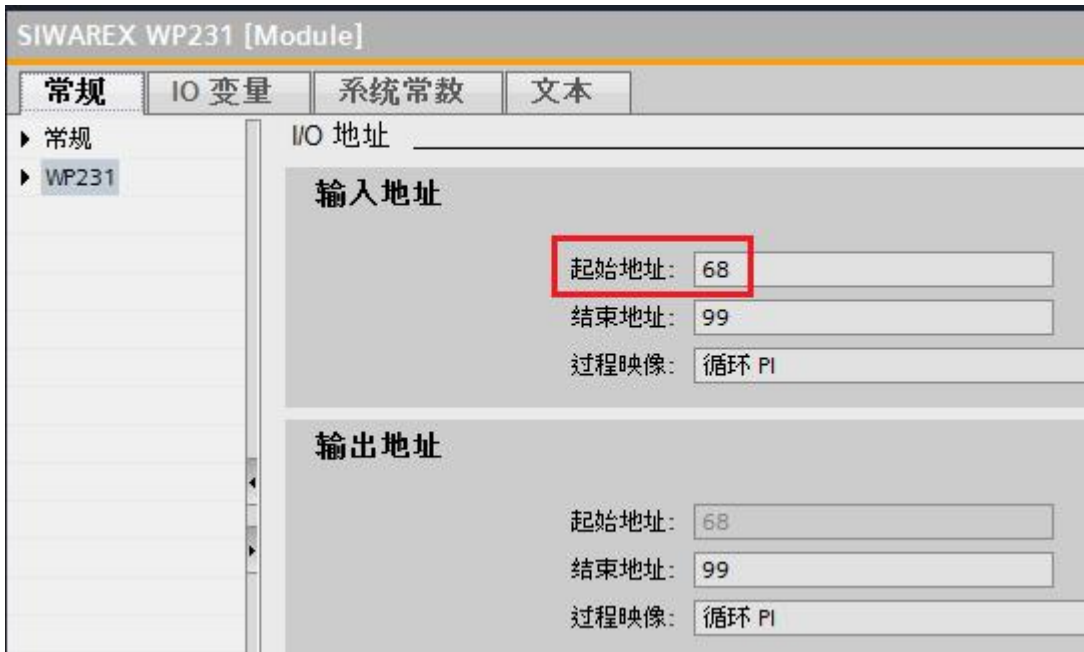 SIWAREX WP231 [Module]
常规 IO 变量 系统常数 文本
常规
WP231
I/O 地址
输入地址
起始地址: 68
结束地址: 99
过程映像: 循环 PI
输出地址
起始地址: 68
结束地址: 99
过程映像: 循环 PI